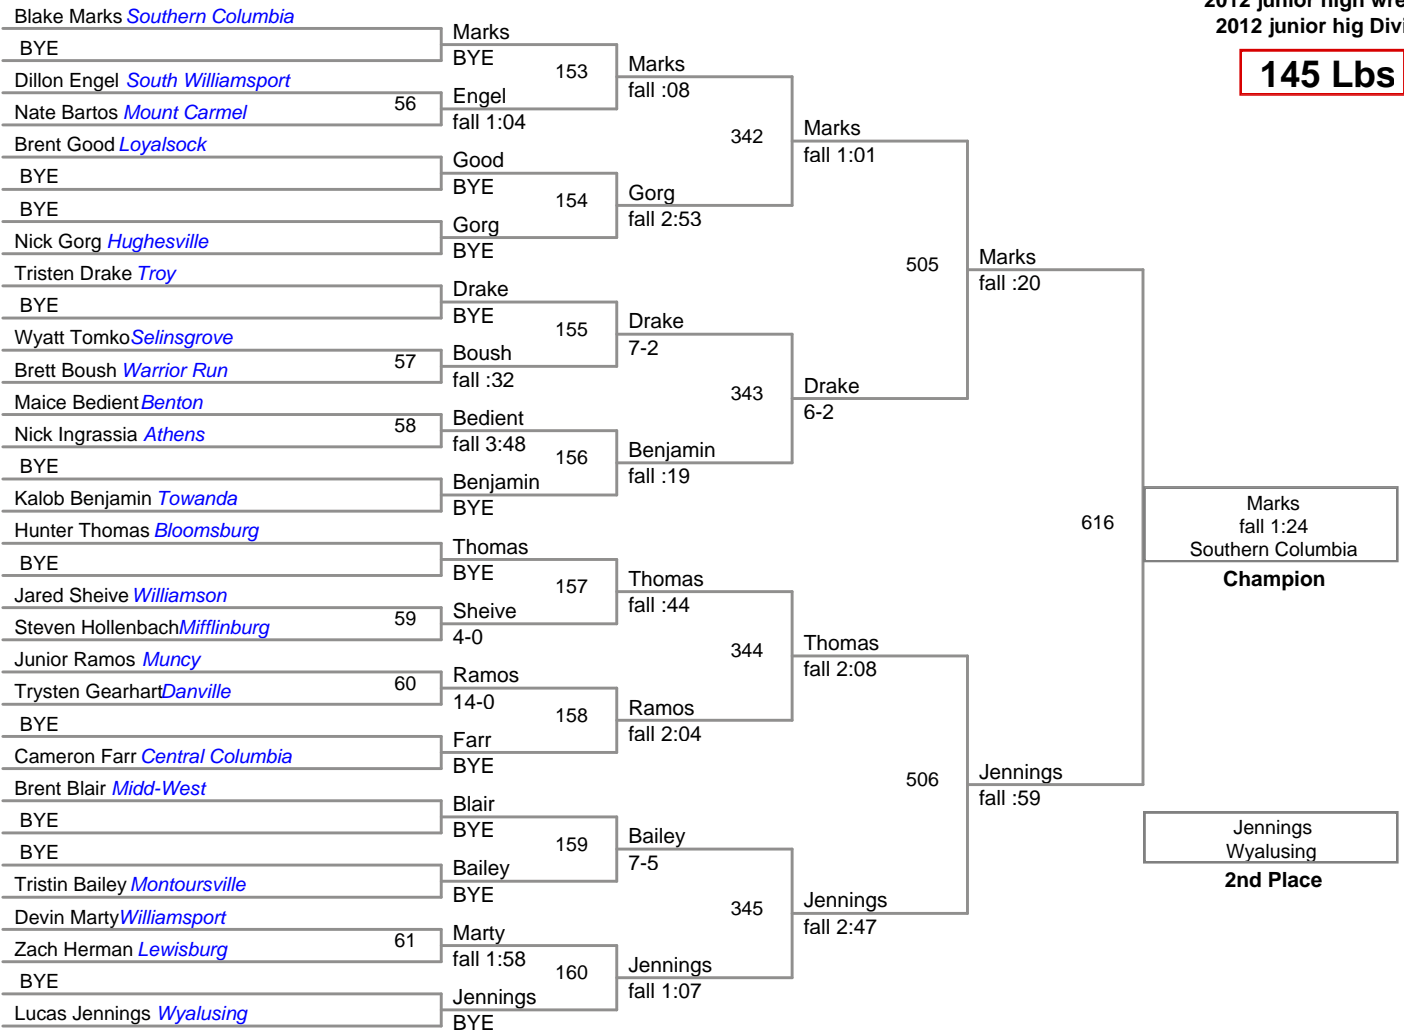 2012 junior high wre
2012 junior hig Divi
145 Lbs
Blake Marks Southern Columbia
BYE
Dillon Engel South Williamsport
Nate Bartos Mount Carmel
Brent Good Loyalsock
BYE
BYE
Nick Gorg Hughesville
Tristen Drake Troy
BYE
Wyatt Tomko Selinsgrove
Brett Boush Warrior Run
Maice Bedient Benton
Nick Ingrassia Athens
BYE
Kalob Benjamin Towanda
Hunter Thomas Bloomsburg
BYE
Jared Sheive Williamson
Steven Hollenbach Mifflinburg
Junior Ramos Muncy
Trysten Gearhart Danville
BYE
Cameron Farr Central Columbia
Brent Blair Midd-West
BYE
BYE
Tristin Bailey Montoursville
Devin Marty Williamsport
Zach Herman Lewisburg
BYE
Lucas Jennings Wyalusing
56
57
58
59
60
61
Marks
BYE
Engel
fall 1:04
Good
BYE
Gorg
BYE
Drake
BYE
Boush
fall :32
Bedient
fall 3:48
Benjamin
BYE
Thomas
BYE
Sheive
4-0
Ramos
14-0
Farr
BYE
Blair
BYE
Bailey
BYE
Marty
fall 1:58
Jennings
BYE
153
154
155
156
157
158
159
160
Marks
fall :08
Gorg
fall 2:53
Drake
7-2
Benjamin
fall :19
Thomas
fall :44
Ramos
fall 2:04
Bailey
7-5
Jennings
fall 1:07
342
343
344
345
Marks
fall 1:01
Drake
6-2
Thomas
fall 2:08
Jennings
fall 2:47
505
506
Marks
fall :20
Jennings
fall :59
616
Marks
fall 1:24
Southern Columbia
Champion
Jennings
Wyalusing
2nd Place